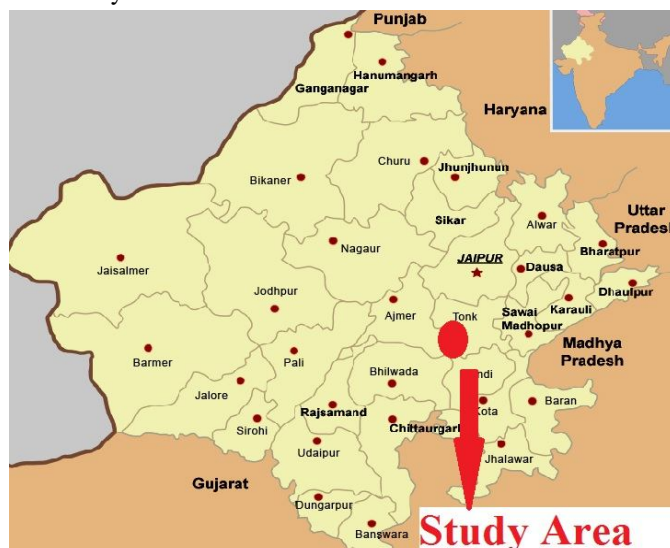 Punjab
Ganganagar
Hanumangarh
Haryana
Churu
Jhunjhunun
Bikaner
Sikar
Alwar
Uttar
Pradesh
Bharatpur
Nagaur
JAIPUR
Dausa
Jaisalmer
Dhaulpur
Jodhpur
Ajmer
Tonk
Sawai
Madhopur
Karauli
Madhya
Pradesh
Barmer
Pali
Bhilwada
ndi
Jalore
Rajsamand
Kota
Baran
Sirohi
Chittaurgarh
Udaipur
Jhalawar
Gujarat
Dungarpur
Banswara
Study Area